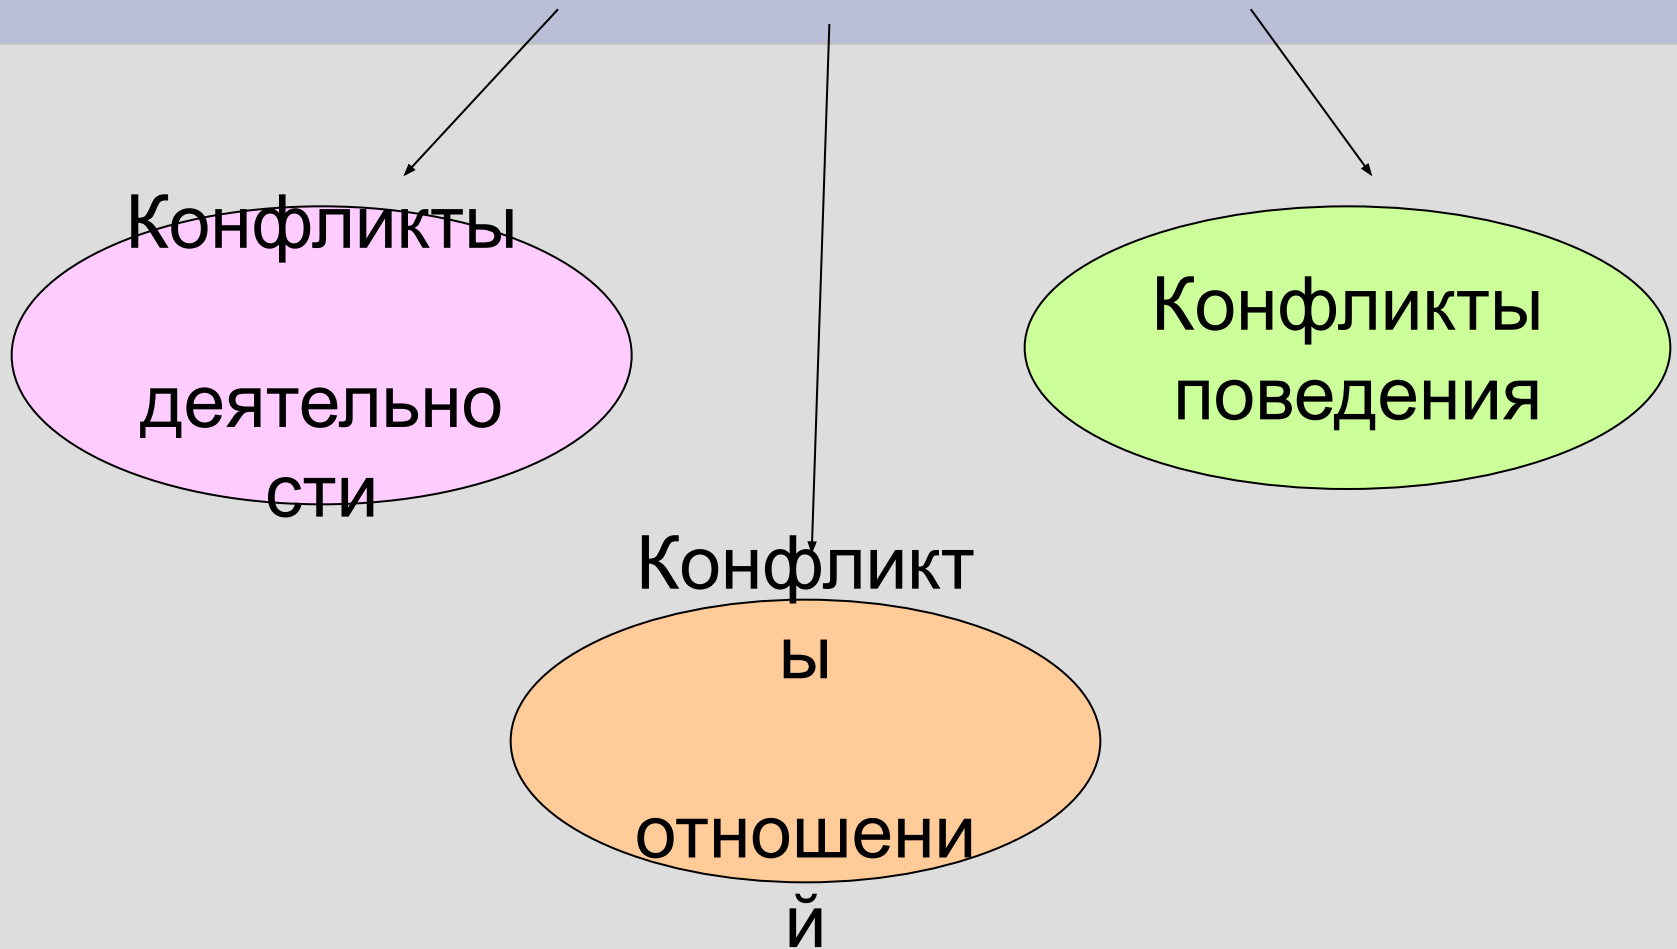 Конфликты
деятельно
сти
Конфликты
поведения
Конфликт
ы
отношени
й